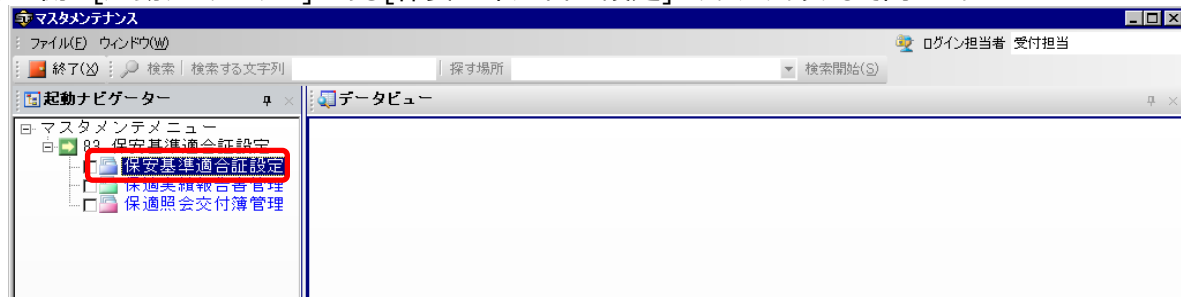 マスタメンテナンス
ファイル(F) ウィンドウ(W) ログイン担当者 受付担当
終了(X) 検索 検索する文字列 探す場所 検索開始(S)
起動ナビゲーター データビュー
マスタメンテメニュー
83 保安基準適合証設定
保安基準適合証設定
保適実績報告書管理
保適照会交付簿管理